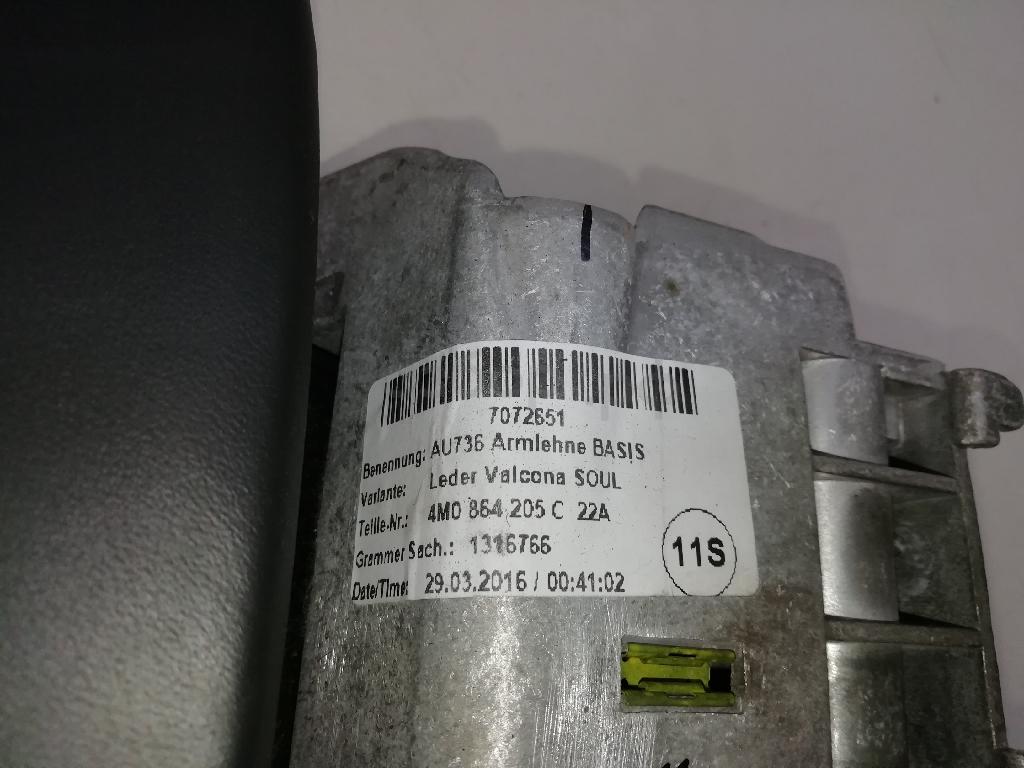 7072651
Benennung: AU736 Armlehne BASIS
Variante: Leder Valcona SOUL
Teille-Nr.: 4M0 864 205 C 22A
Grammer Sach.: 1316766
Date/Time: 29.03.2016 / 00:41:02
11S